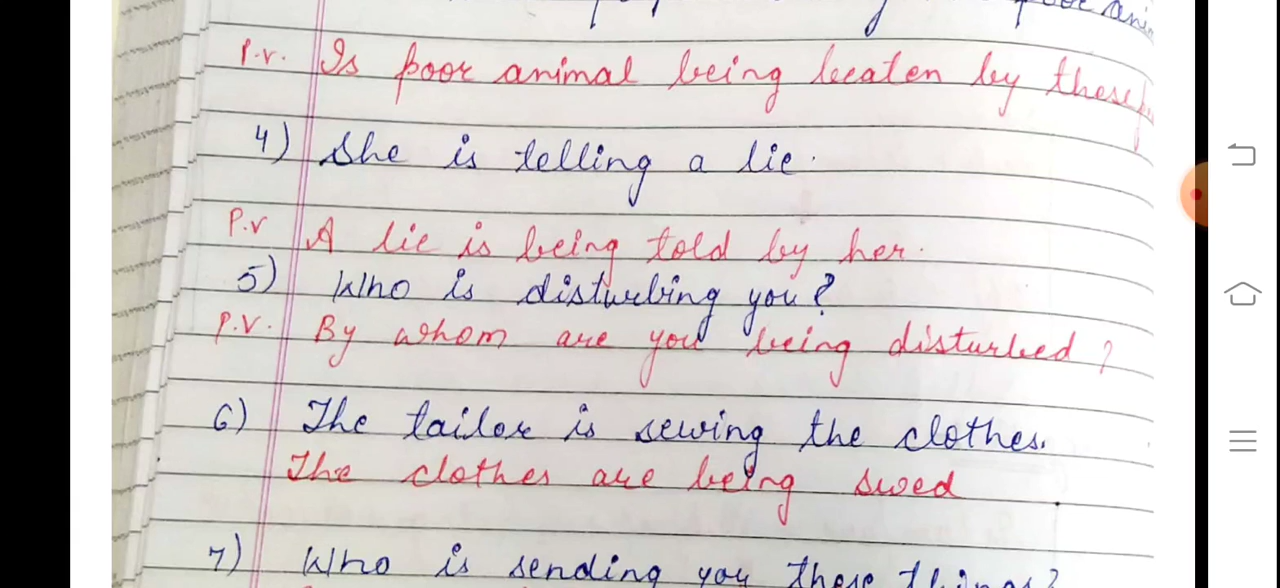 P.V. Is poor animal being beaten by these
4) She is telling a lie.
P.V A lie is being told by her.
5) Who is disturbing you?
P.V. By whom are you being disturbed?
6) The tailor is sewing the clothes.
The clothes are being swed
7) Who is sending you these things?